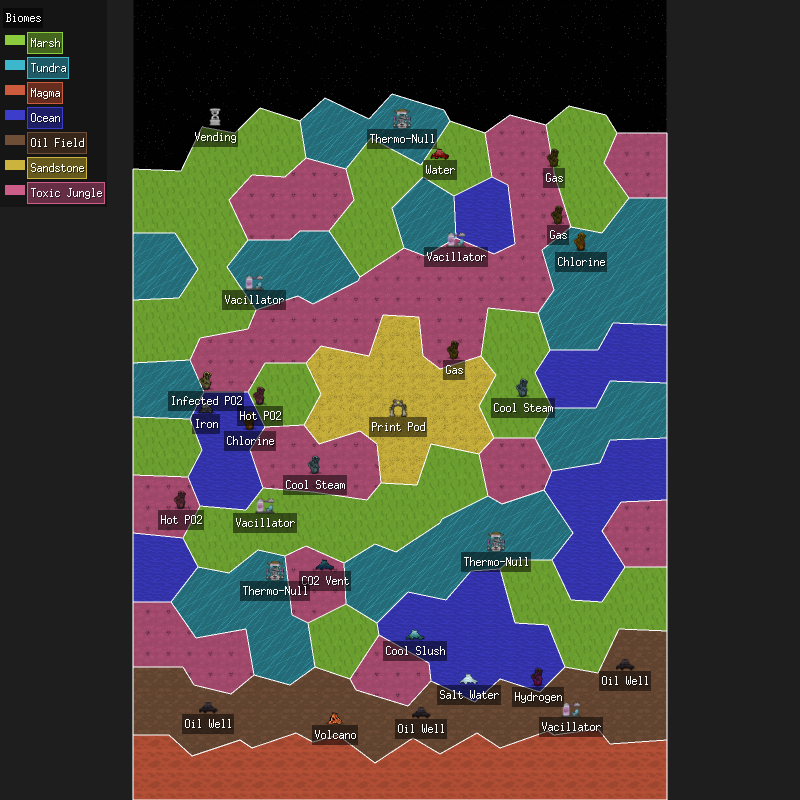 Biomes
Marsh
Tundra
Magma
Ocean
Oil Field
Sandstone
Toxic Jungle
Vending
Thermo-Null
Water
Gas
Gas
Chlorine
Vacillator
Vacillator
Gas
Infected PO2
Hot PO2
Iron
Chlorine
Cool Steam
Print Pod
Cool Steam
Hot PO2
Vacillator
Thermo-Null
CO2 Vent
Thermo-Null
Cool Slush
Salt Water
Hydrogen
Oil Well
Oil Well
Volcano
Oil Well
Vacillator